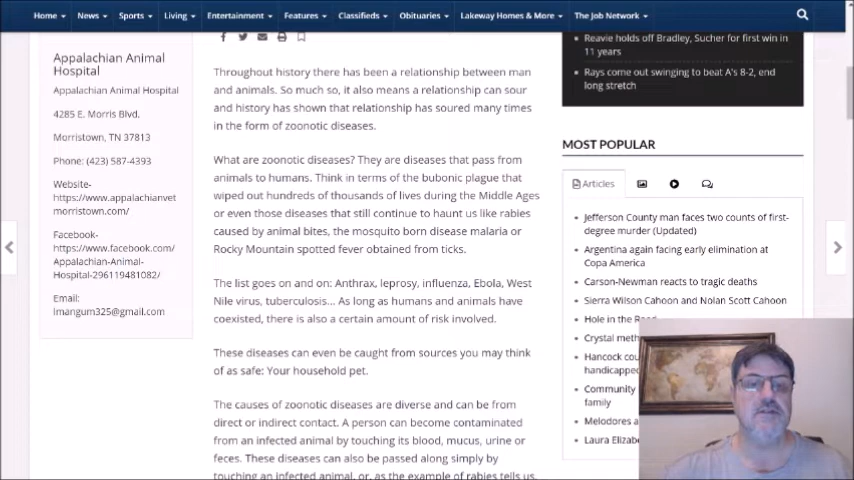 Home
News
Sports
Living
Entertainment
Features
Classifieds
Obituaries
Lakeway Homes & More
The Job Network
Appalachian Animal
Hospital
Appalachian Animal Hospital
4285 E. Morris Blvd.
Morristown, TN 37813
Phone: (423) 587-4393
Website-
https://www.appalachianvet
morristown.com/
Facebook-
https://www.facebook.com/
Appalachian-Animal-
Hospital-296119481082/
Email:
lmangum325@gmail.com
Throughout history there has been a relationship between man
and animals. So much so, it also means a relationship can sour
and history has shown that relationship has soured many times
in the form of zoonotic diseases.
What are zoonotic diseases? They are diseases that pass from
animals to humans. Think in terms of the bubonic plague that
wiped out hundreds of thousands of lives during the Middle Ages
or even those diseases that still continue to haunt us like rabies
caused by animal bites, the mosquito born disease malaria or
Rocky Mountain spotted fever obtained from ticks.
The list goes on and on: Anthrax, leprosy, influenza, Ebola, West
Nile virus, tuberculosis... As long as humans and animals have
coexisted, there is also a certain amount of risk involved.
These diseases can even be caught from sources you may think
of as safe: Your household pet.
The causes of zoonotic diseases are diverse and can be from
direct or indirect contact. A person can become contaminated
from an infected animal by touching its blood, mucus, urine or
feces. These diseases can also be passed along simply by
touching an infected animal, or, as the example of rabies tells us,
Reavie holds off Bradley, Sucher for first win in
11 years
Rays come out swinging to beat A's 8-2, end
long stretch
MOST POPULAR
Articles
Jefferson County man faces two counts of first-
degree murder (Updated)
Argentina again facing early elimination at
Copa America
Carson-Newman reacts to tragic deaths
Sierra Wilson Cahoon and Nolan Scott Cahoon
Hole in the
Crystal meth
Hancock cou
handicapped
Community
family
Melodores a
Laura Elizabe